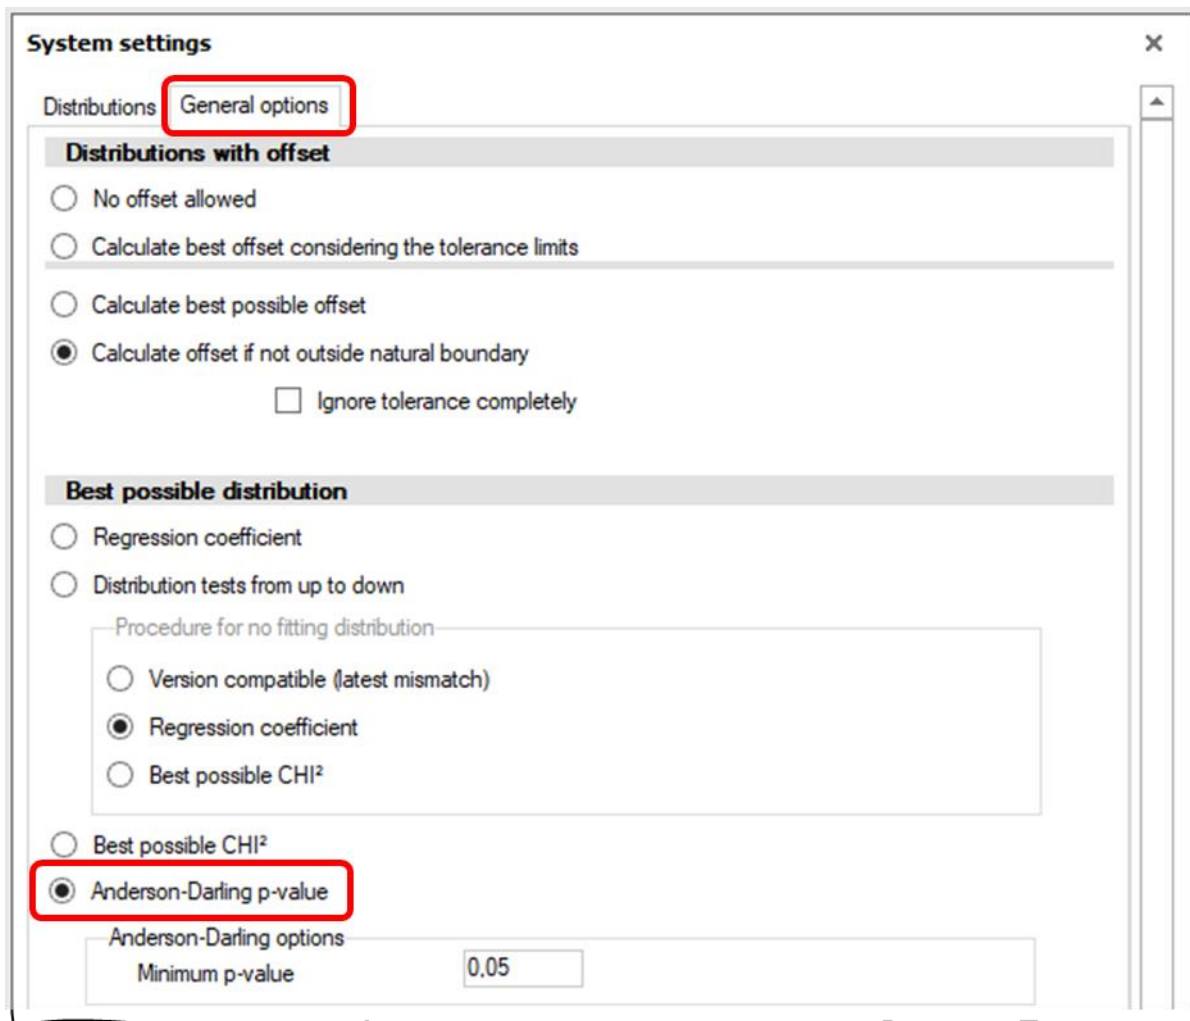 System settings
Distributions General options
Distributions with offset
No offset allowed
Calculate best offset considering the tolerance limits
Calculate best possible offset
Calculate offset if not outside natural boundary
Ignore tolerance completely
Best possible distribution
Regression coefficient
Distribution tests from up to down
Procedure for no fitting distribution
Version compatible (latest mismatch)
Regression coefficient
Best possible CHI²
Best possible CHI²
Anderson-Darling p-value
Anderson-Darling options
Minimum p-value 0,05